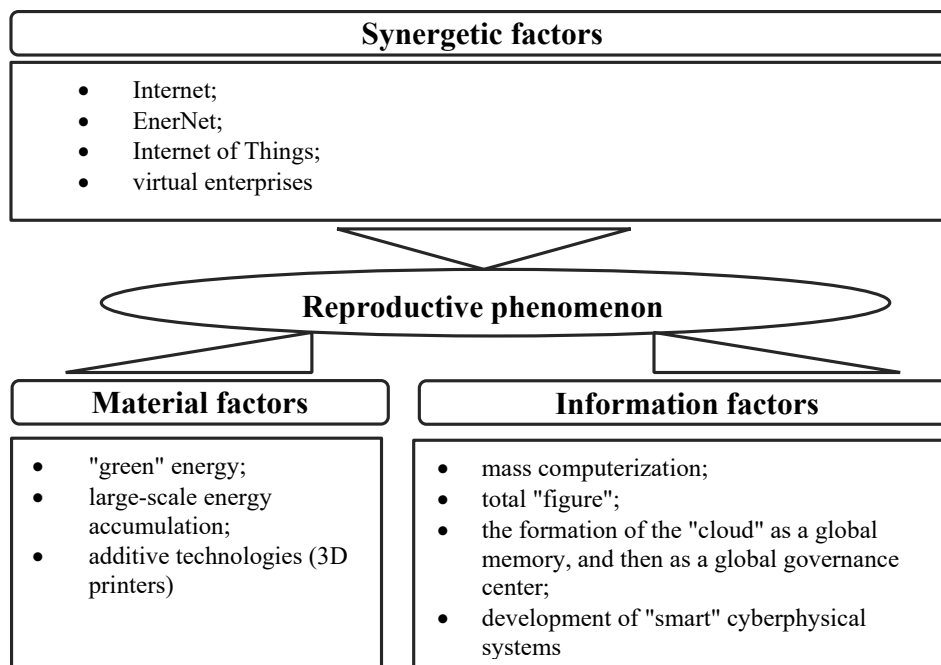 Synergetic factors
• Internet;
• EnerNet;
• Internet of Things;
• virtual enterprises
Reproductive phenomenon
Material factors
• "green" energy;
• large-scale energy
accumulation;
• additive technologies (3D
printers)
Information factors
• mass computerization;
• total "figure";
• the formation of the "cloud" as a global
memory, and then as a global governance
center;
• development of "smart" cyberphysical
systems